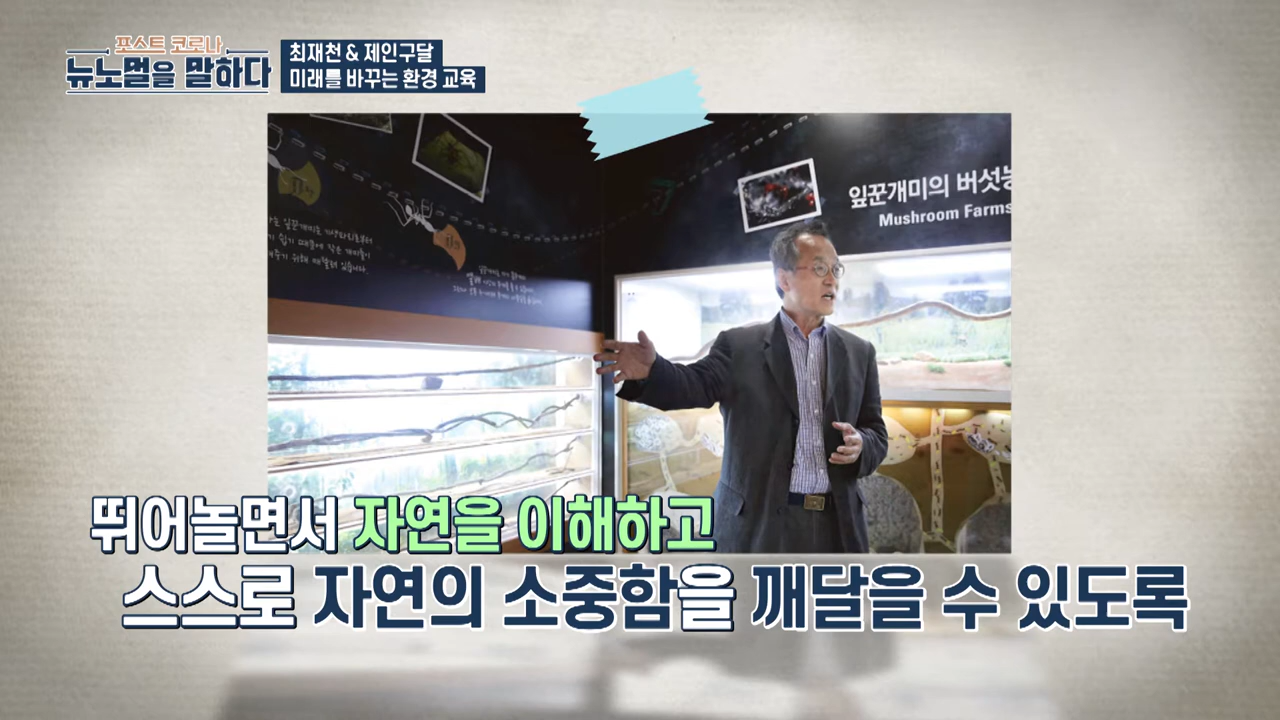 포스트 코로나
뉴노멀을 말하다
최재천 & 제인구달
미래를 바꾸는 환경 교육
잎꾼개미의 버섯농
Mushroom Farms
뛰어놀면서 자연을 이해하고
스스로 자연의 소중함을 깨달을 수 있도록